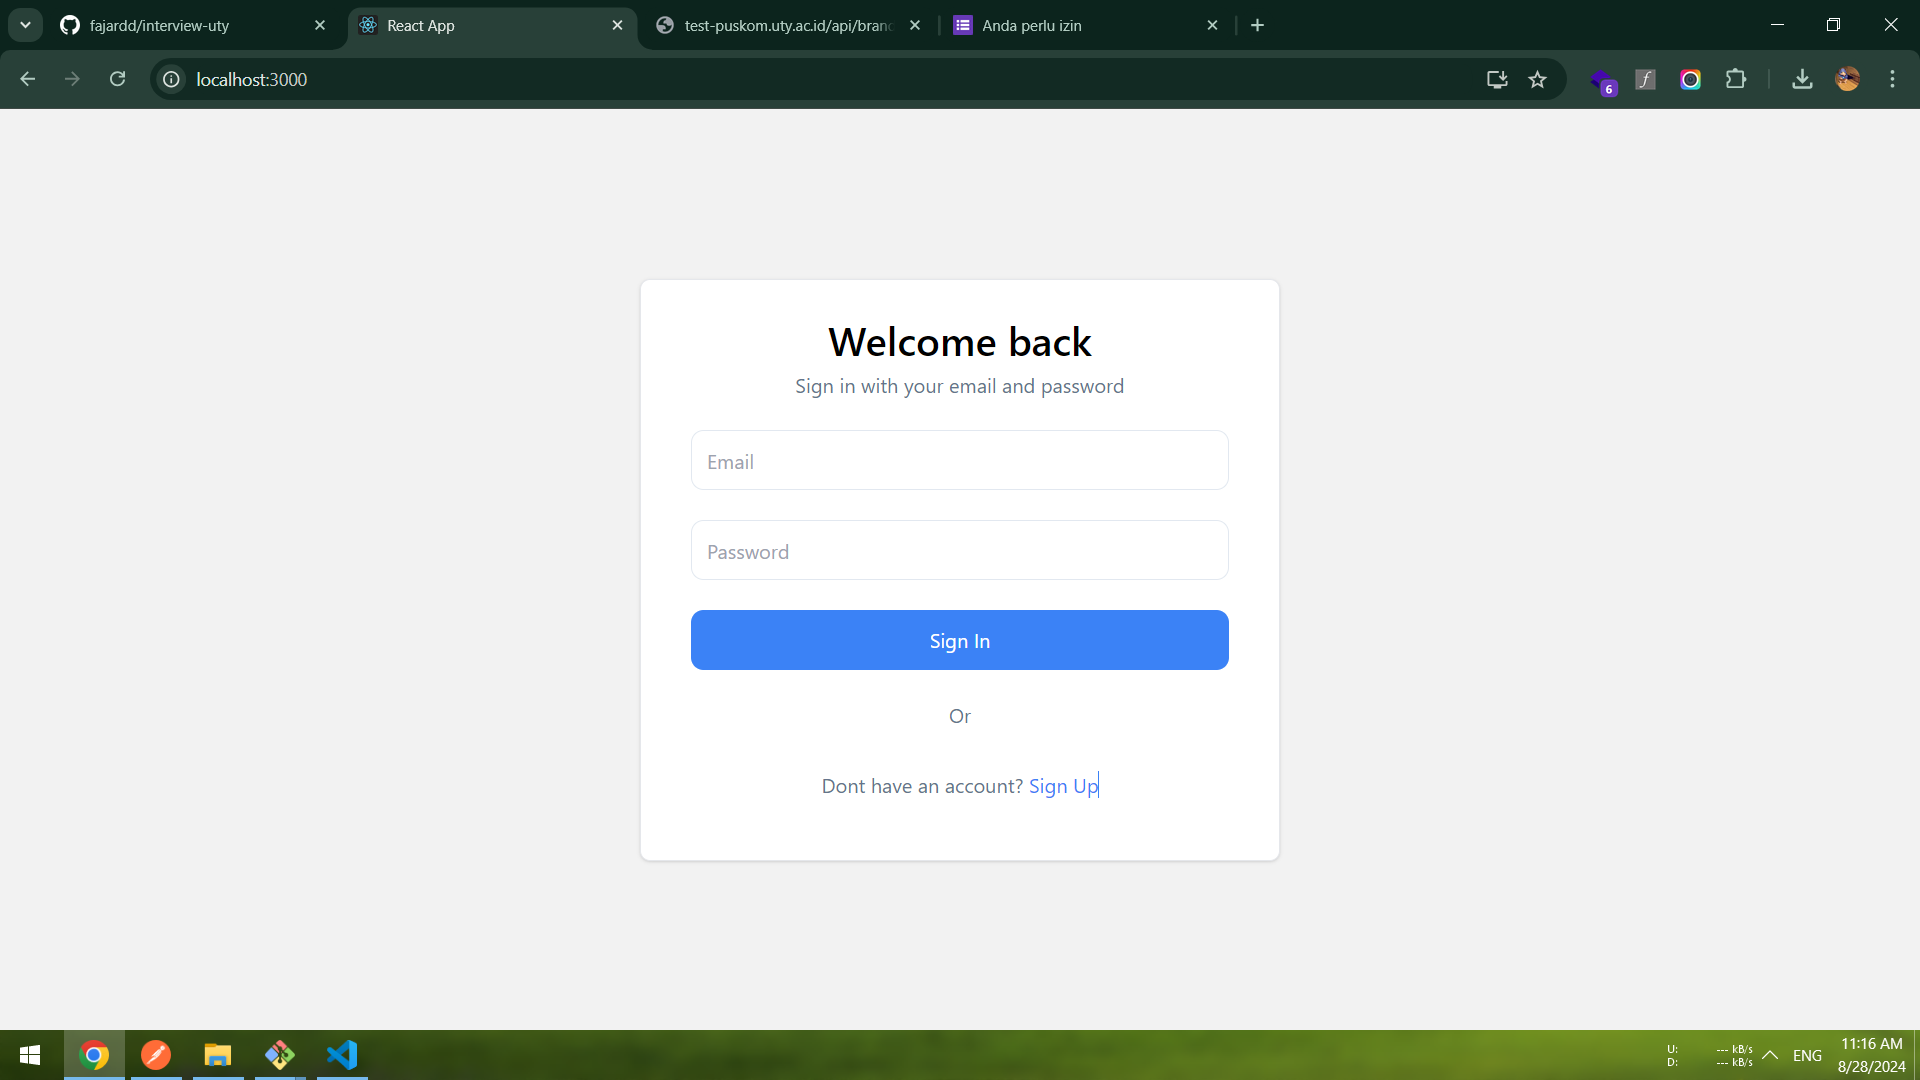 fajardd/interview-uty
React App
test-puskom.uty.ac.id/api/branc
Anda perlu izin
localhost:3000
6
Welcome back
Sign in with your email and password
Email
Password
Sign In
Or
Dont have an account? Sign Up
U: --- kB/s
D: --- kB/s
ENG
11:16 AM
8/28/2024